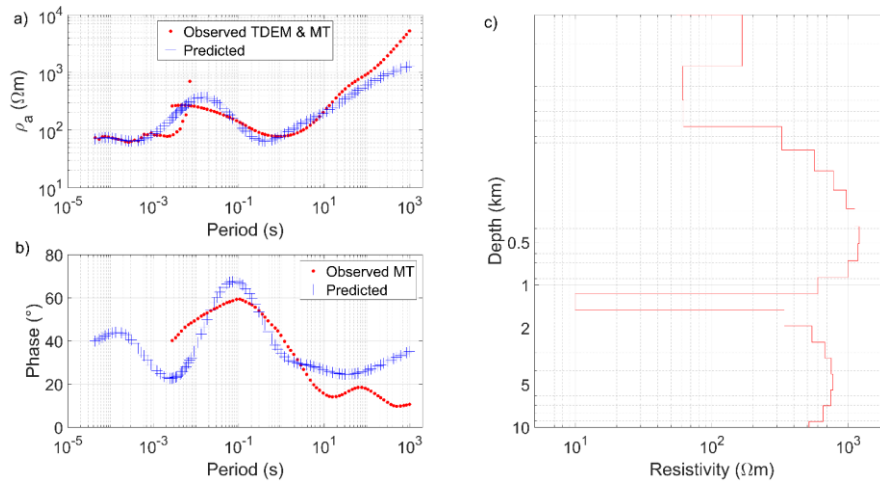 a)
10^4
10^3
10^2
10^1
ρ_a (Ωm)
Observed TDEM & MT
Predicted
10^-5
10^-3
10^-1
10^1
10^3
Period (s)
b)
80
60
40
20
0
Phase (°)
Observed MT
Predicted
10^-5
10^-3
10^-1
10^1
10^3
Period (s)
c)
Depth (km)
0.5
1
2
5
10
10^1
10^2
10^3
Resistivity (Ωm)